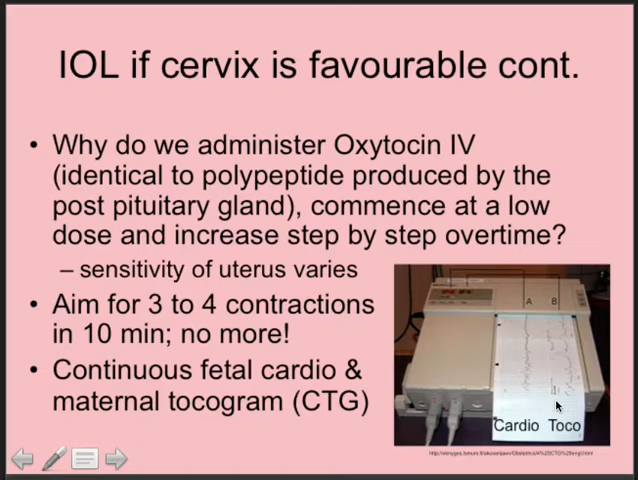 IOL if cervix is favourable cont.
• Why do we administer Oxytocin IV
(identical to polypeptide produced by the
post pituitary gland), commence at a low
dose and increase step by step overtime?
– sensitivity of uterus varies
• Aim for 3 to 4 contractions
in 10 min; no more!
• Continuous fetal cardio &
maternal tocogram (CTG)
A B
Cardio Toco